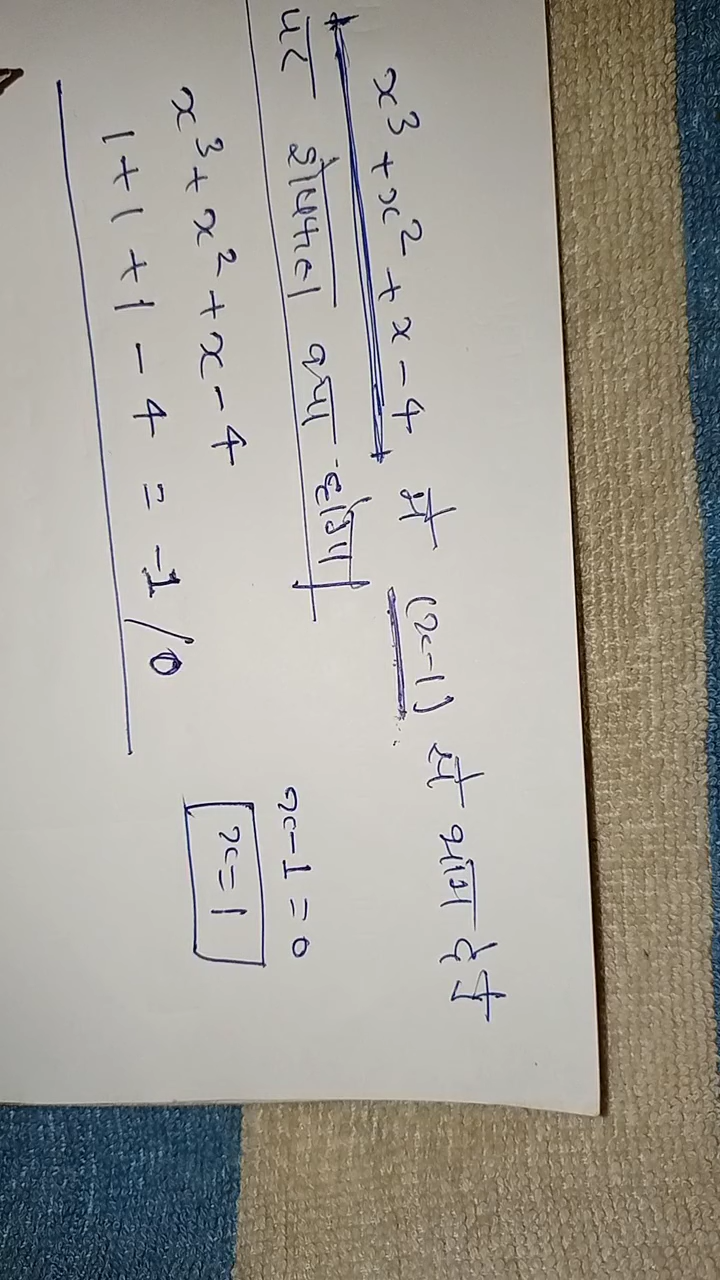 x³ + x² + x - 4 में (x-1) से भाग देने
पर शेषफल क्या होगा
x - 1 = 0
x³ + x² + x - 4
x = 1
1 + 1 + 1 - 4 = -1 / 0